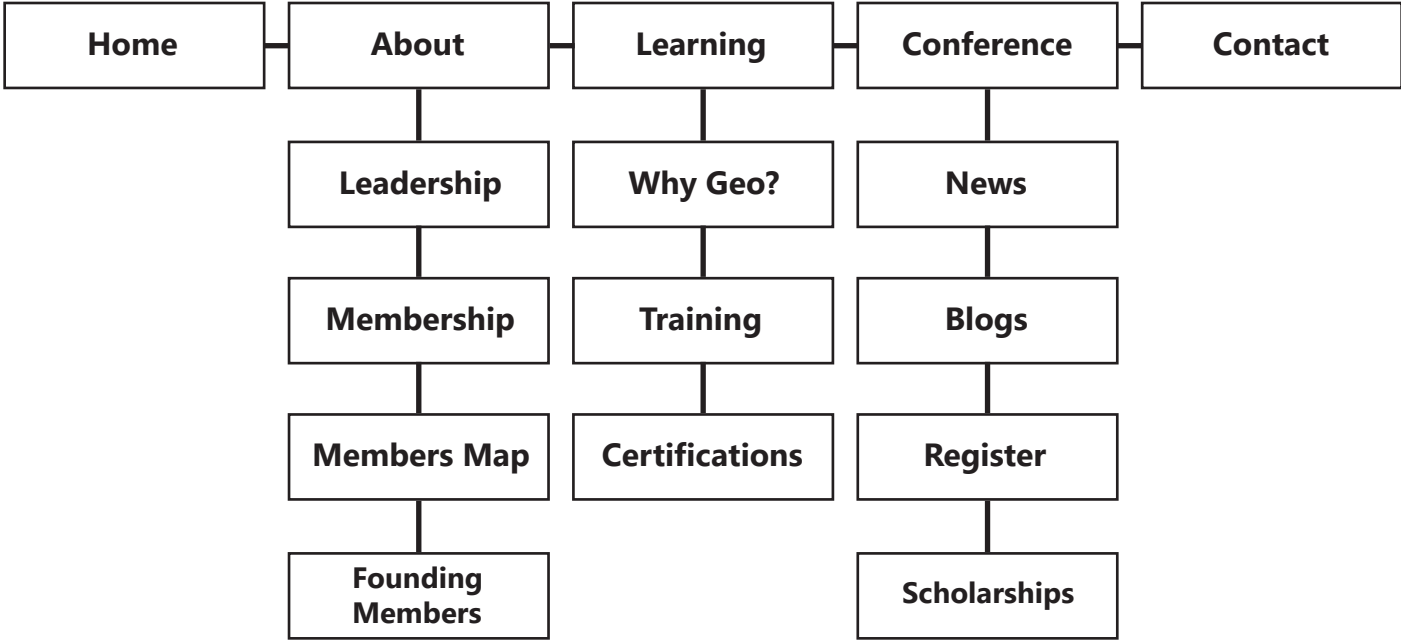 Home
About
Learning
Conference
Contact
Leadership
Why Geo?
News
Membership
Training
Blogs
Members Map
Certifications
Register
Founding
Members
Scholarships